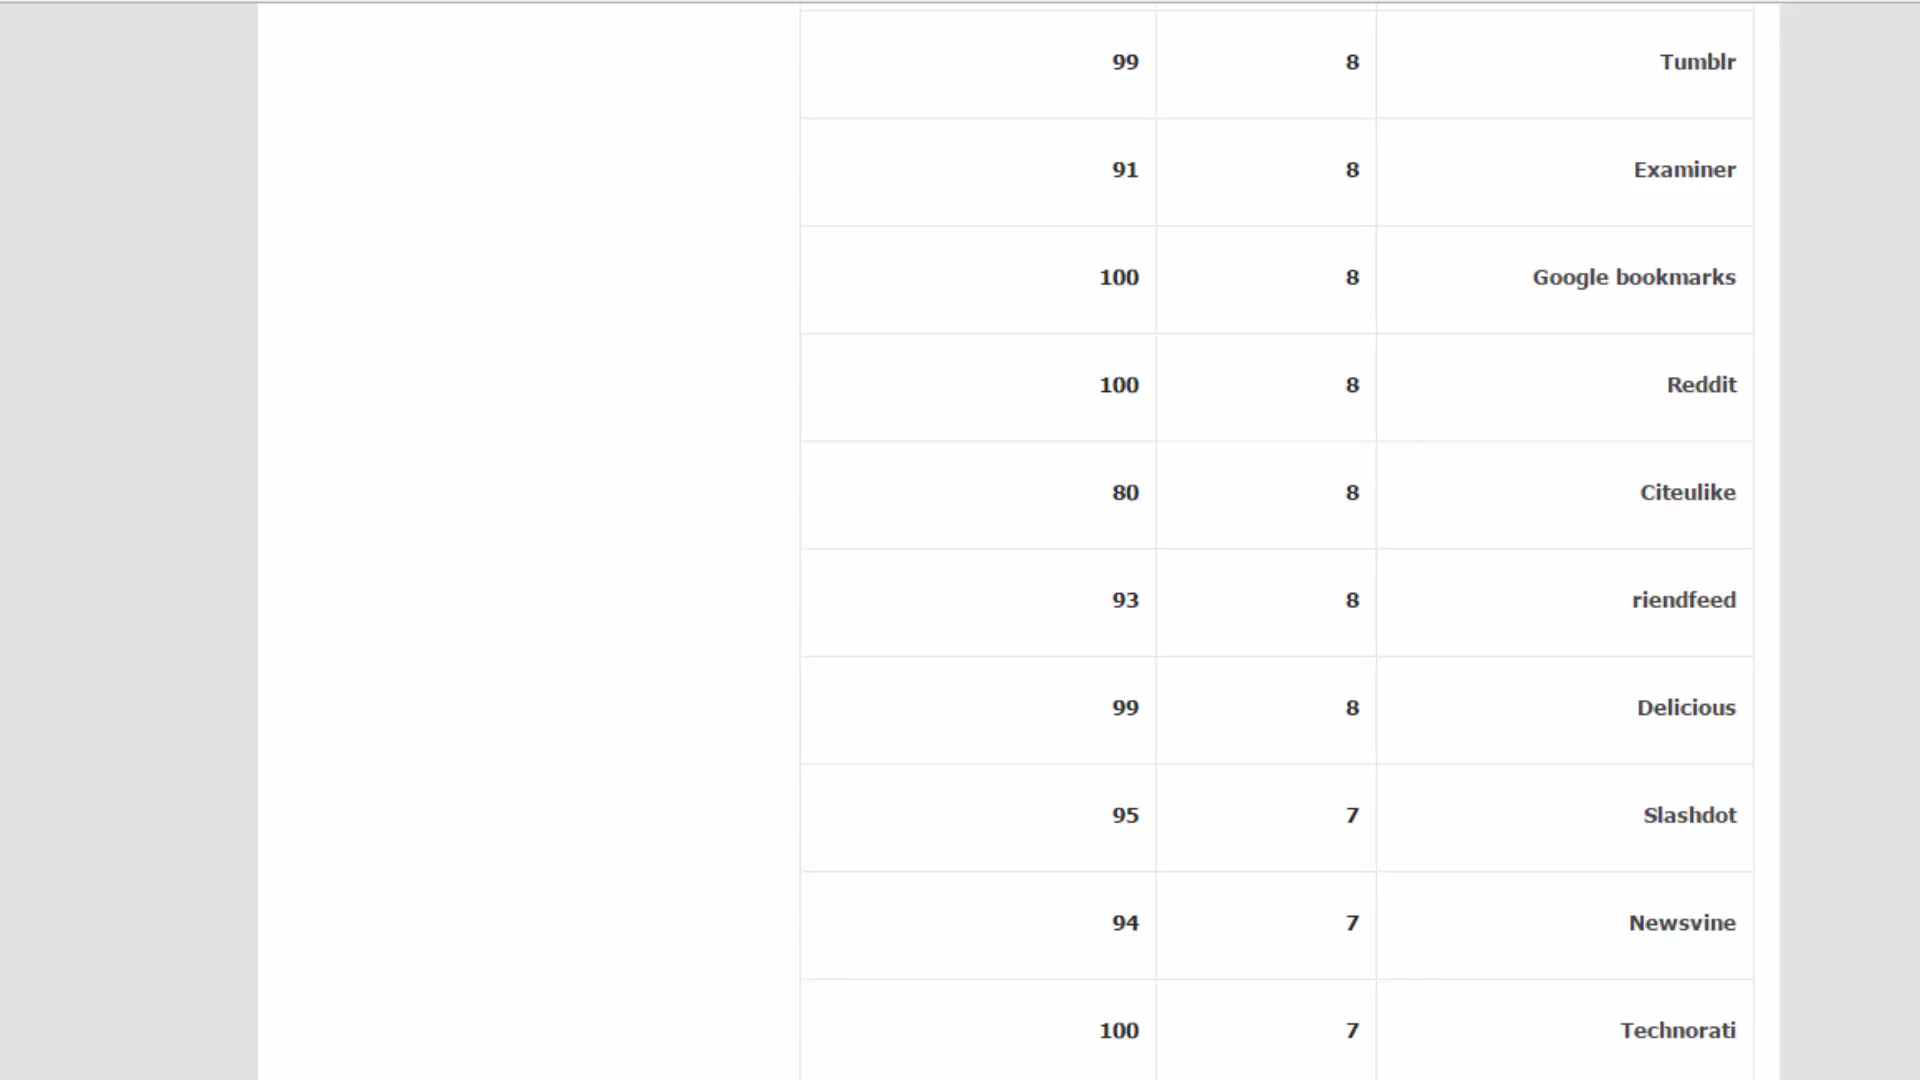 99 8 Tumblr
91 8 Examiner
100 8 Google bookmarks
100 8 Reddit
80 8 Citeulike
93 8 riendfeed
99 8 Delicious
95 7 Slashdot
94 7 Newsvine
100 7 Technorati